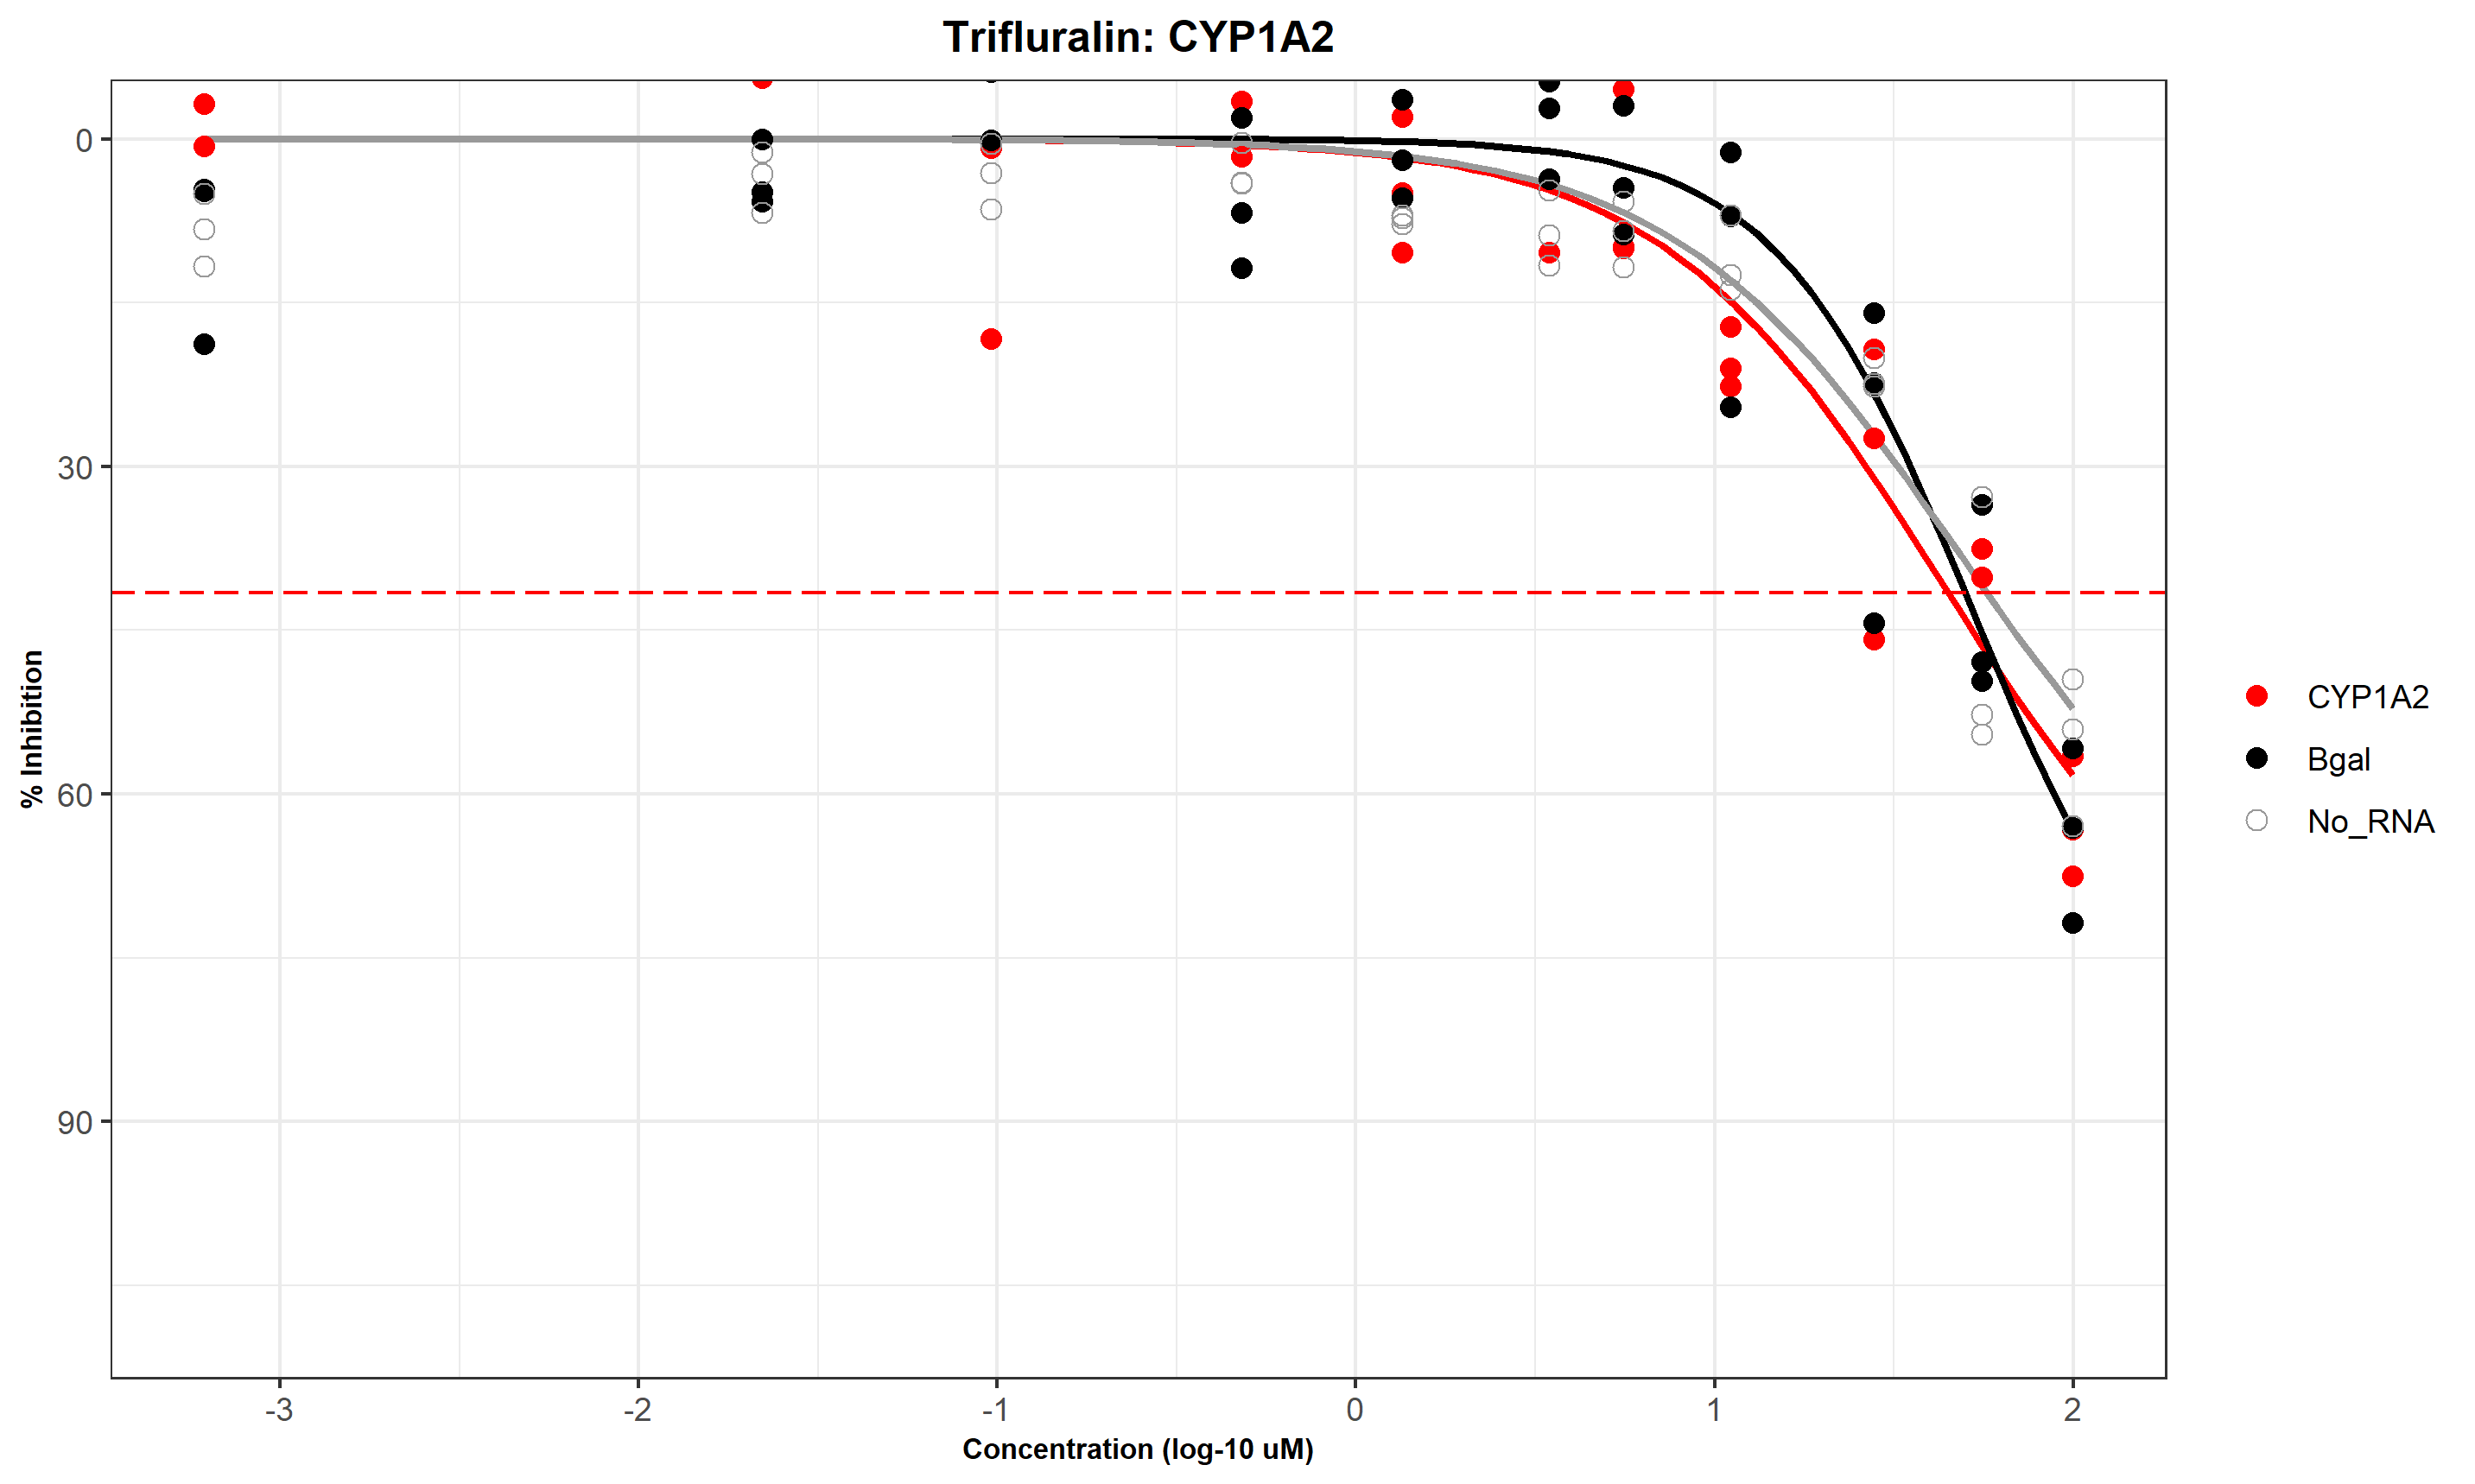 Trifluralin: CYP1A2
% Inhibition
0
30
60
90
-3
-2
-1
0
1
2
Concentration (log-10 uM)
CYP1A2
Bgal
No_RNA